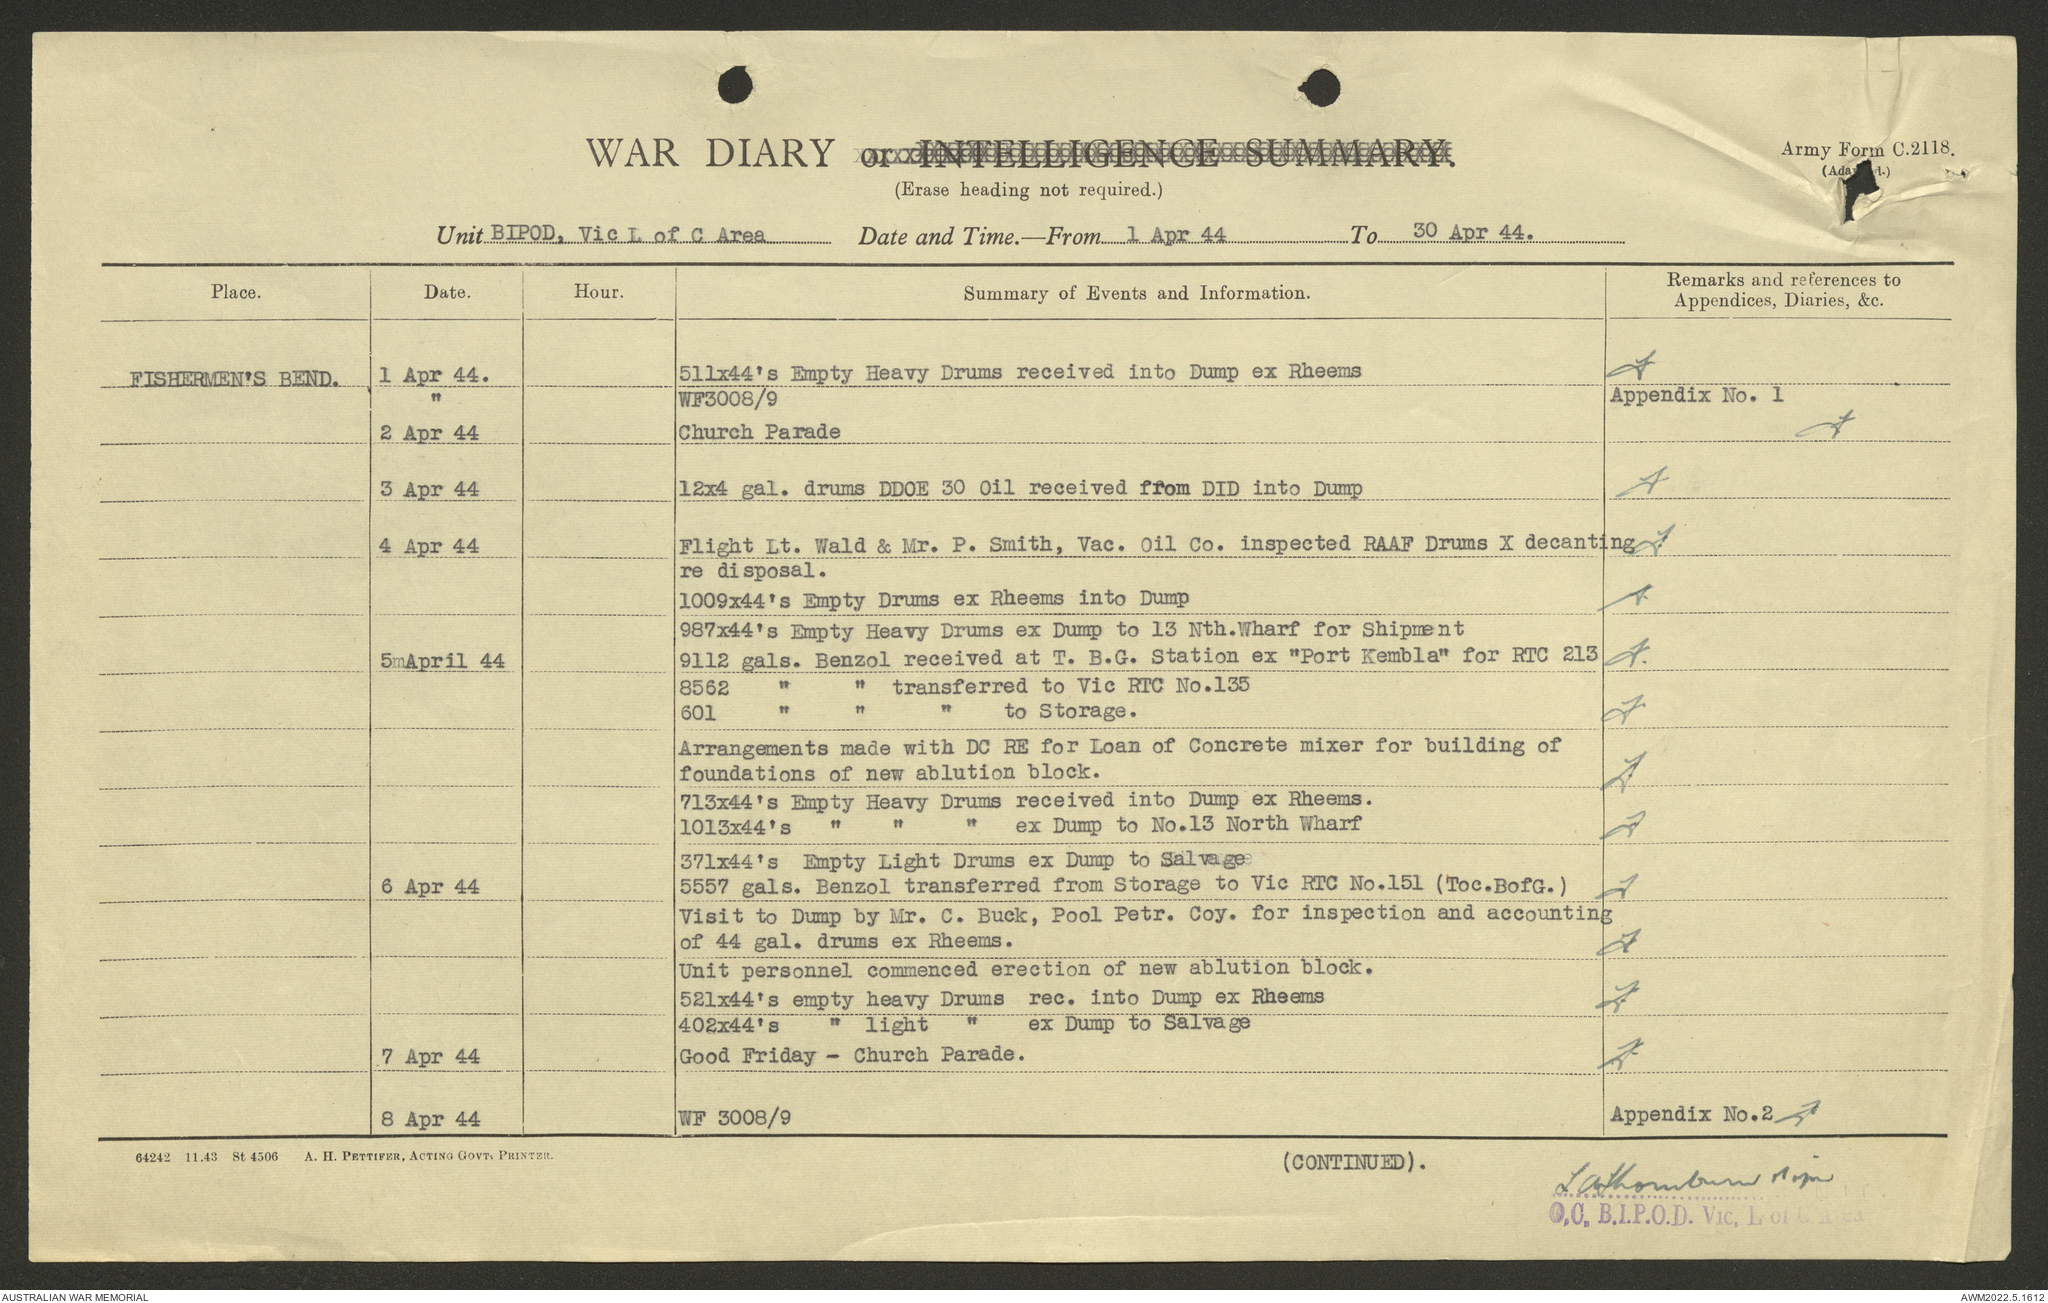 WAR DIARY or INTELLIGENCE SUMMARY.
(Erase heading not required.)
Army Form C.2118.
Unit BIPOD, Vic L of C Area Date and Time.—From 1 Apr 44 To 30 Apr 44.
Place. Date. Hour. Summary of Events and Information. Remarks and references to Appendices, Diaries, &c.
FISHERMEN'S BEND. 1 Apr 44. 511x44's Empty Heavy Drums received into Dump ex Rheems
" WF3008/9 Appendix No. 1
2 Apr 44 Church Parade
3 Apr 44 12x4 gal. drums DDOE 30 Oil received from DID into Dump
4 Apr 44 Flight Lt. Wald & Mr. P. Smith, Vac. Oil Co. inspected RAAF Drums X decanting
re disposal.
1009x44's Empty Drums ex Rheems into Dump
987x44's Empty Heavy Drums ex Dump to 13 Nth.Wharf for Shipment
5mApril 44 9112 gals. Benzol received at T. B.G. Station ex "Port Kembla" for RTC 213
8562 " " transferred to Vic RTC No.135
601 " " " to Storage.
Arrangements made with DC RE for Loan of Concrete mixer for building of
foundations of new ablution block.
713x44's Empty Heavy Drums received into Dump ex Rheems.
1013x44's " " " ex Dump to No.13 North Wharf
371x44's Empty Light Drums ex Dump to Salvage
6 Apr 44 5557 gals. Benzol transferred from Storage to Vic RTC No.151 (Toc.BofG.)
Visit to Dump by Mr. C. Buck, Pool Petr. Coy. for inspection and accounting
of 44 gal. drums ex Rheems.
Unit personnel commenced erection of new ablution block.
521x44's empty heavy Drums rec. into Dump ex Rheems
402x44's " light " ex Dump to Salvage
7 Apr 44 Good Friday - Church Parade.
8 Apr 44 WF 3008/9 Appendix No.2
64242 11.43 St 4506 A. H. PETTIFER, ACTING GOVT. PRINTER.
(CONTINUED).
O.C. B.I.P.O.D. Vic, L of C Area
AUSTRALIAN WAR MEMORIAL
AWM2022.5.1612